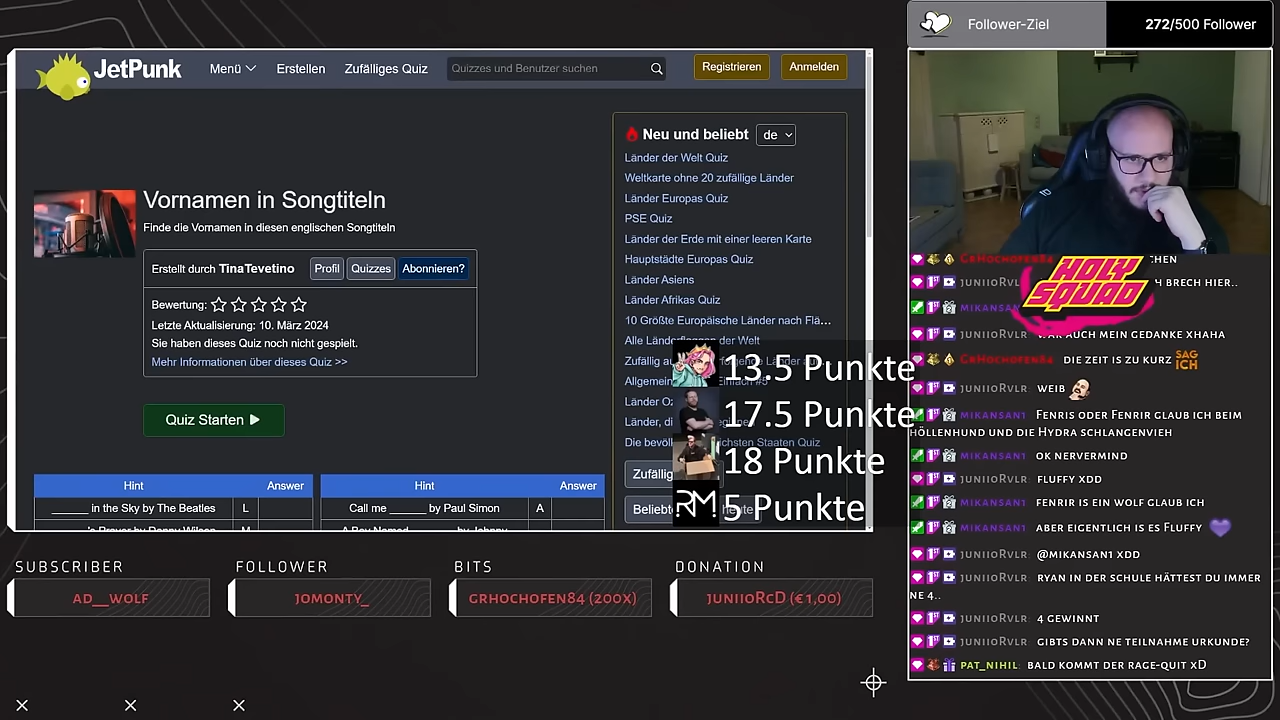 Follower-Ziel
272/500 Follower
JetPunk
Menü
Erstellen
Zufälliges Quiz
Quizzes und Benutzer suchen
Registrieren
Anmelden
Vornamen in Songtiteln
Finde die Vornamen in diesen englischen Songtiteln
Erstellt durch TinaTevetino
Profil
Quizzes
Abonnieren?
Bewertung:
Letzte Aktualisierung: 10. März 2024
Sie haben dieses Quiz noch nicht gespielt.
Mehr Informationen über dieses Quiz >>
Quiz Starten
Hint Answer
_______ in the Sky by The Beatles L
Hint Answer
Call me ______ by Paul Simon A
Neu und beliebt de
Länder der Welt Quiz
Weltkarte ohne 20 zufällige Länder
Länder Europas Quiz
PSE Quiz
Länder der Erde mit einer leeren Karte
Hauptstädte Europas Quiz
Länder Asiens
Länder Afrikas Quiz
10 Größte Europäische Länder nach Flä...
13.5 Punkte
17.5 Punkte
18 Punkte
RM!
5 Punkte
HOLY
SQUAD
GRHOCHOFEN84
JUNIIORVL
H BRECH HIER..
MIKANSAN
JUNIIORVLR: WAR AUCH MEIN GEDANKE XHAHA
GRHOCHOFEN84 DIE ZEIT IS ZU KURZ SAG ICH
JUNIIORVLR: WEIB
MIKANSAN1 FENRIS ODER FENRIR GLAUB ICH BEIM
HÖLLENHUND UND DIE HYDRA SCHLANGENVIEH
MIKANSAN1 OK NERVERMIND
JUNIIORVLR: FLUFFY XDD
MIKANSAN1 FENRIR IS EIN WOLF GLAUB ICH
MIKANSAN1 ABER EIGENTLICH IS ES FLUFFY
JUNIIORVLR: @MIKANSAN1 XDD
JUNIIORVLR: RYAN IN DER SCHULE HÄTTEST DU IMMER
NE 4..
JUNIIORVLR: 4 GEWINNT
JUNIIORVLR: GIBTS DANN NE TEILNAHME URKUNDE?
PAT_NIHIL: BALD KOMMT DER RAGE-QUIT XD
SUBSCRIBER
AD__WOLF
FOLLOWER
JOMONTY_
BITS
GRHOCHOFEN84 (200X)
DONATION
JUNIIORCD (€1,00)